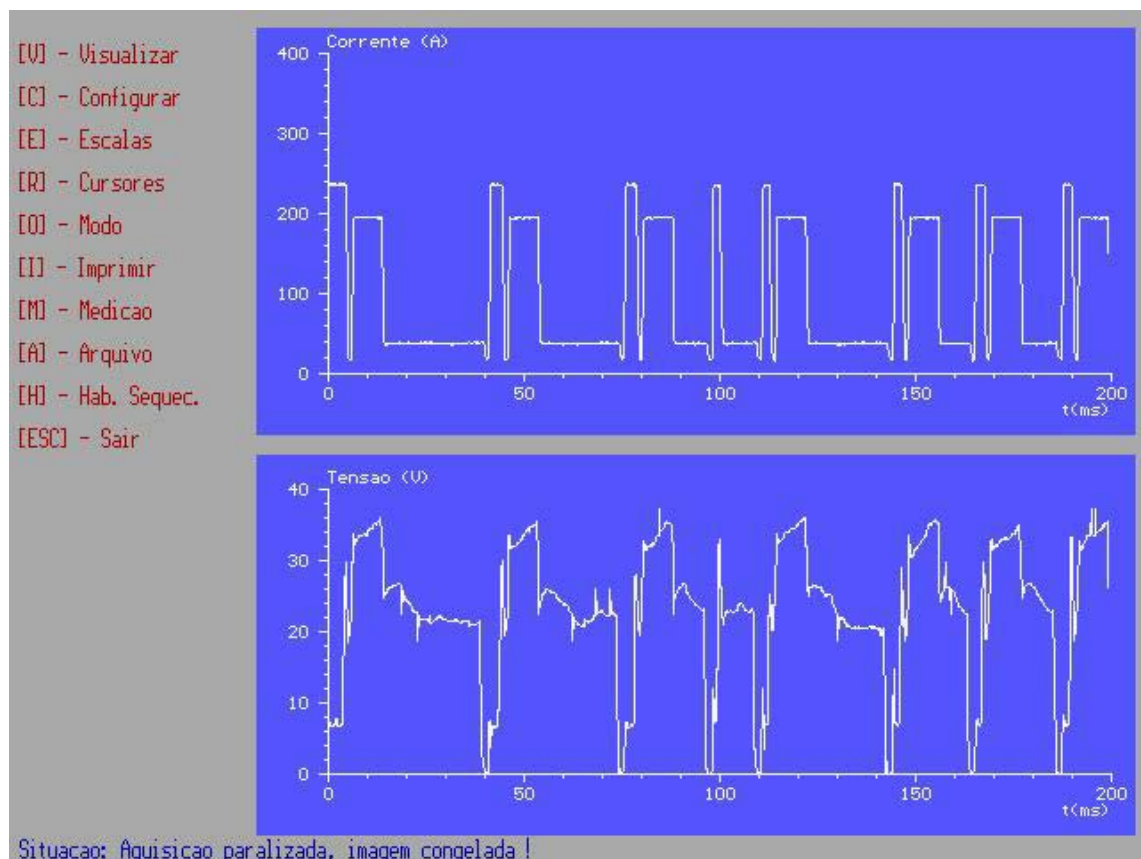 [V] - Visualizar
[C] - Configurar
[E] - Escalas
[R] - Cursores
[O] - Modo
[I] - Imprimir
[M] - Medicao
[A] - Arquivo
[H] - Hab. Sequec.
[ESC] - Sair
Corrente (A)
400
300
200
100
0
0 50 100 150 200
t(ms)
Tensao (V)
40
30
20
10
0
0 50 100 150 200
t(ms)
Situacao: Aquisicao paralizada, imagem congelada !